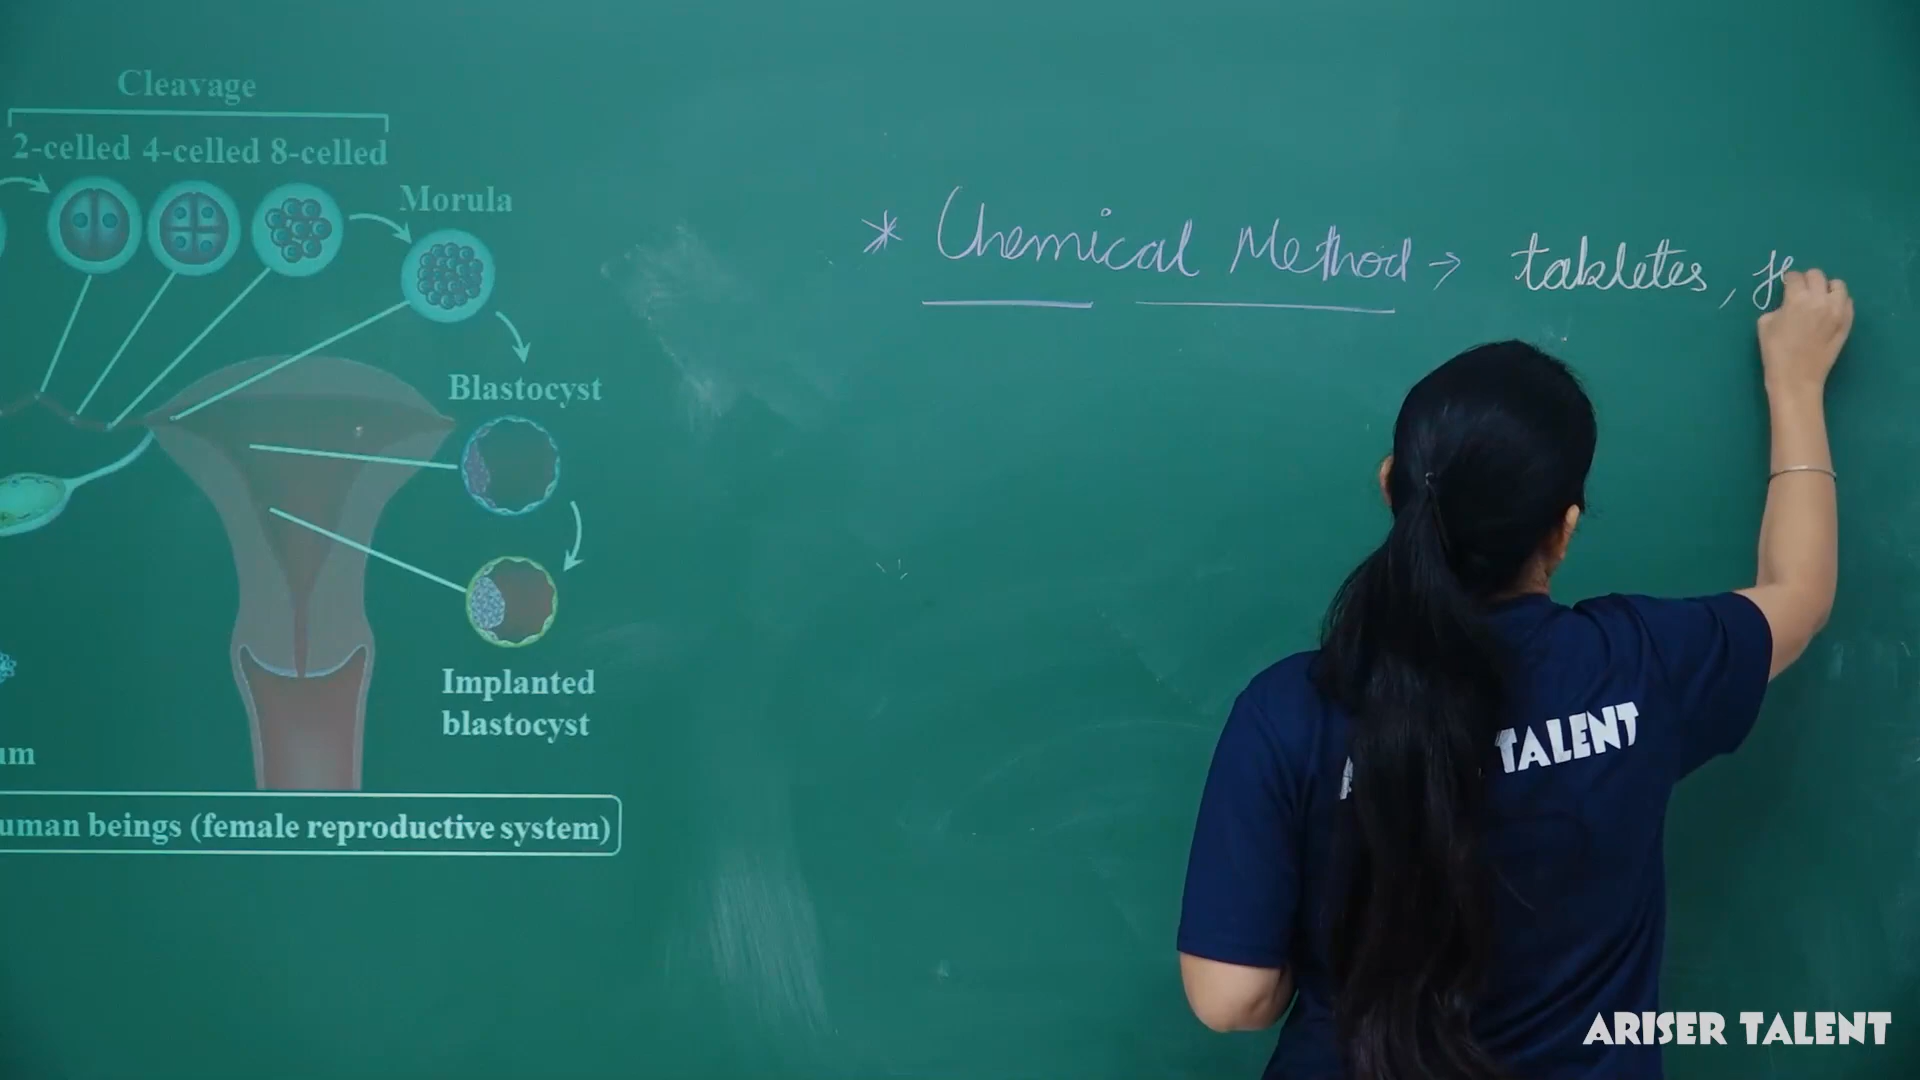 Cleavage
2-celled 4-celled 8-celled
Morula
Blastocyst
Implanted
blastocyst
uman beings (female reproductive system)
* Chemical Method → tabletes,
TALENT
ARISER TALENT